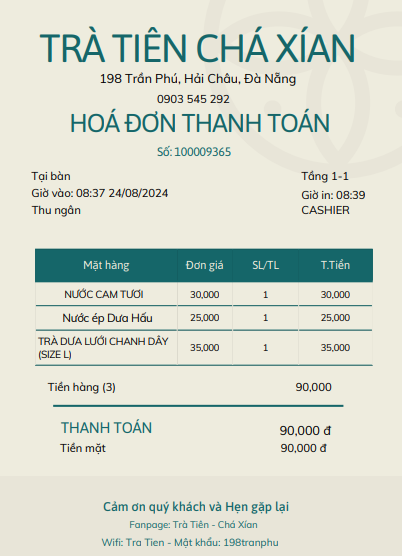 TRÀ TIÊN CHÁ XÍAN
198 Trần Phú, Hải Châu, Đà Nẵng
0903 545 292
HOÁ ĐƠN THANH TOÁN
Số: 100009365
Tại bàn Tầng 1-1
Giờ vào: 08:37 24/08/2024 Giờ in: 08:39
Thu ngân CASHIER
Mặt hàng Đơn giá SL/TL T.Tiền
NƯỚC CAM TƯƠI 30,000 1 30,000
Nước ép Dưa Hấu 25,000 1 25,000
TRÀ DƯA LƯỚI CHANH DÂY
(SIZE L) 35,000 1 35,000
Tiền hàng (3) 90,000
THANH TOÁN 90,000 đ
Tiền mặt 90,000 đ
Cảm ơn quý khách và Hẹn gặp lại
Fanpage: Trà Tiên - Chá Xían
Wifi: Tra Tien - Mật khẩu: 198tranphu